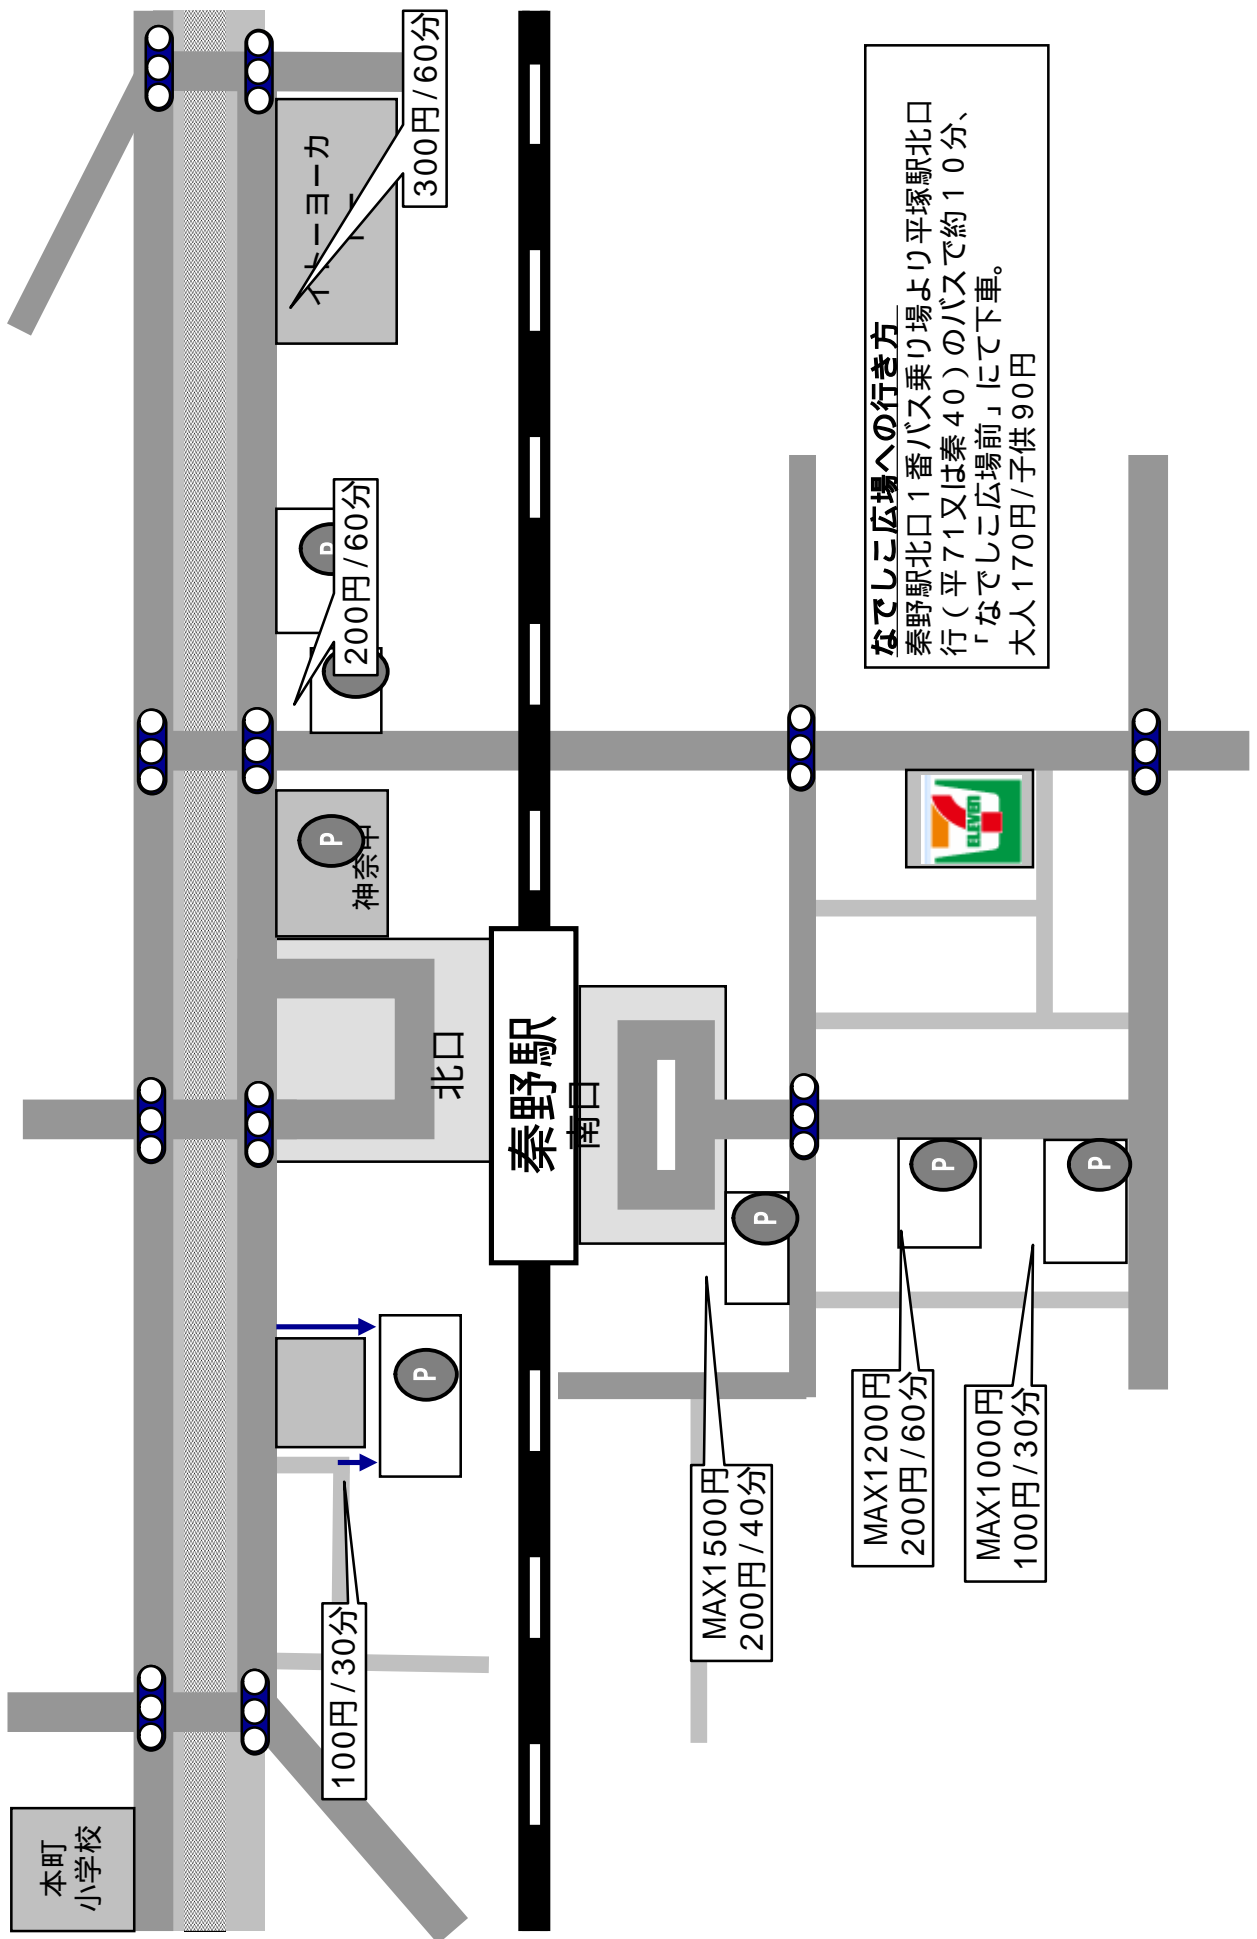 本町
小学校
100円/30分
P
北口
秦野駅
南口
P
神奈中
P
200円/60分
P
イトーヨーカ
300円/60分
P
MAX1500円
200円/40分
P
MAX1200円
200円/60分
P
MAX1000円
100円/30分
ELEVEN
なでしこ広場への行き方
秦野駅北口１番バス乗り場より平塚駅北口
行（平71又は秦40）のバスで約１０分、
「なでしこ広場前」にて下車。
大人170円/子供90円